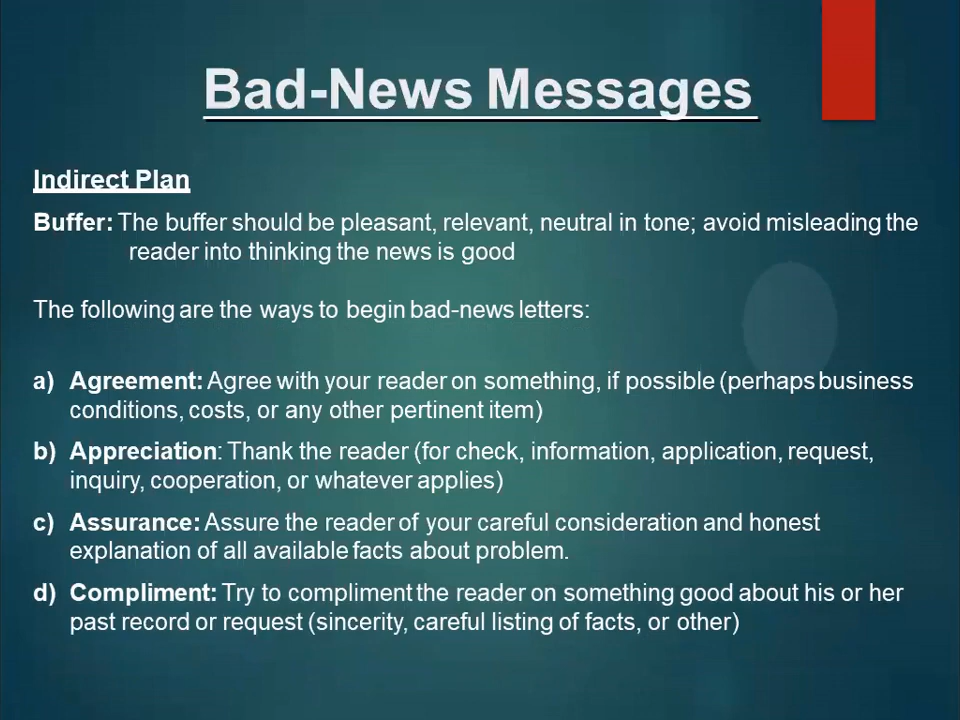 Bad-News Messages
Indirect Plan
Buffer: The buffer should be pleasant, relevant, neutral in tone; avoid misleading the
reader into thinking the news is good
The following are the ways to begin bad-news letters:
a) Agreement: Agree with your reader on something, if possible (perhaps business
conditions, costs, or any other pertinent item)
b) Appreciation: Thank the reader (for check, information, application, request,
inquiry, cooperation, or whatever applies)
c) Assurance: Assure the reader of your careful consideration and honest
explanation of all available facts about problem.
d) Compliment: Try to compliment the reader on something good about his or her
past record or request (sincerity, careful listing of facts, or other)